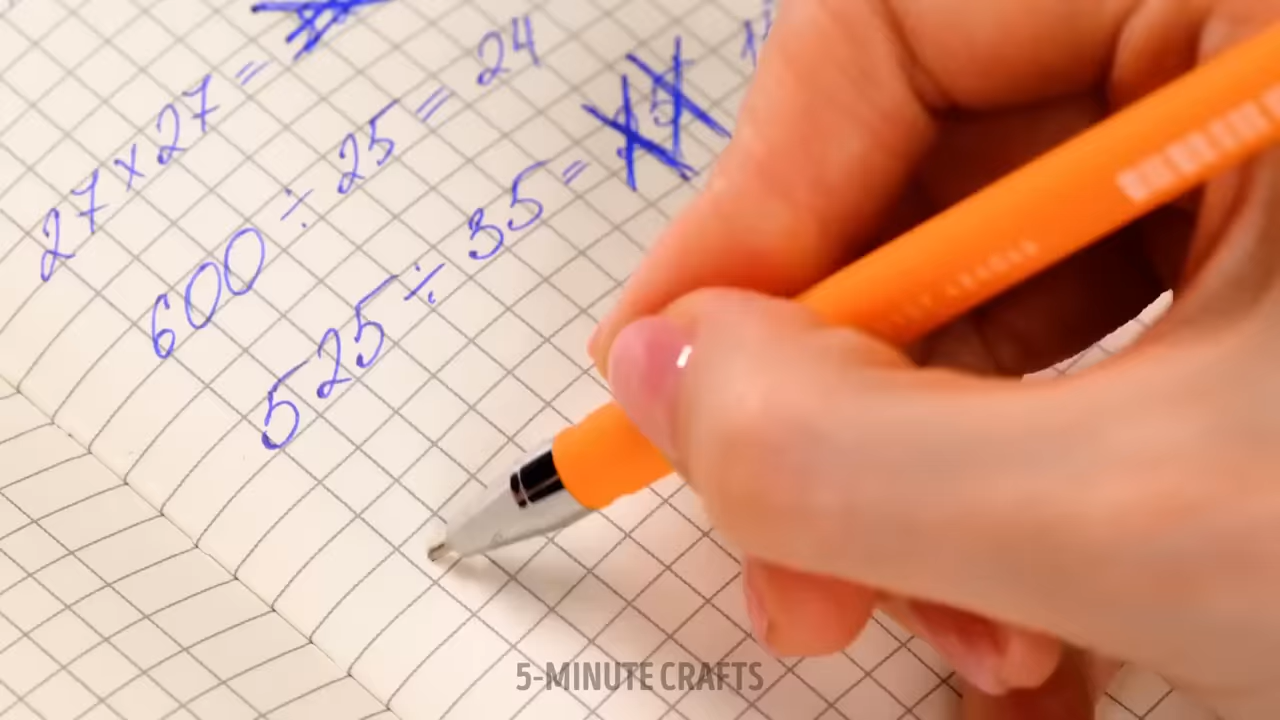 27 × 27 =
600 ÷ 25 = 24
525 ÷ 35 =
5-MINUTE CRAFTS